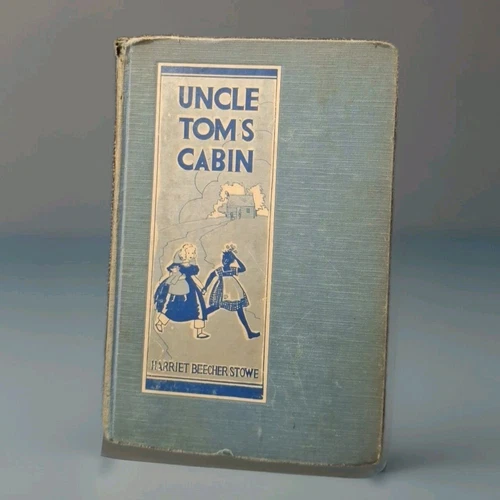 UNCLE
TOM'S
CABIN
HARRIET BEECHER STOWE